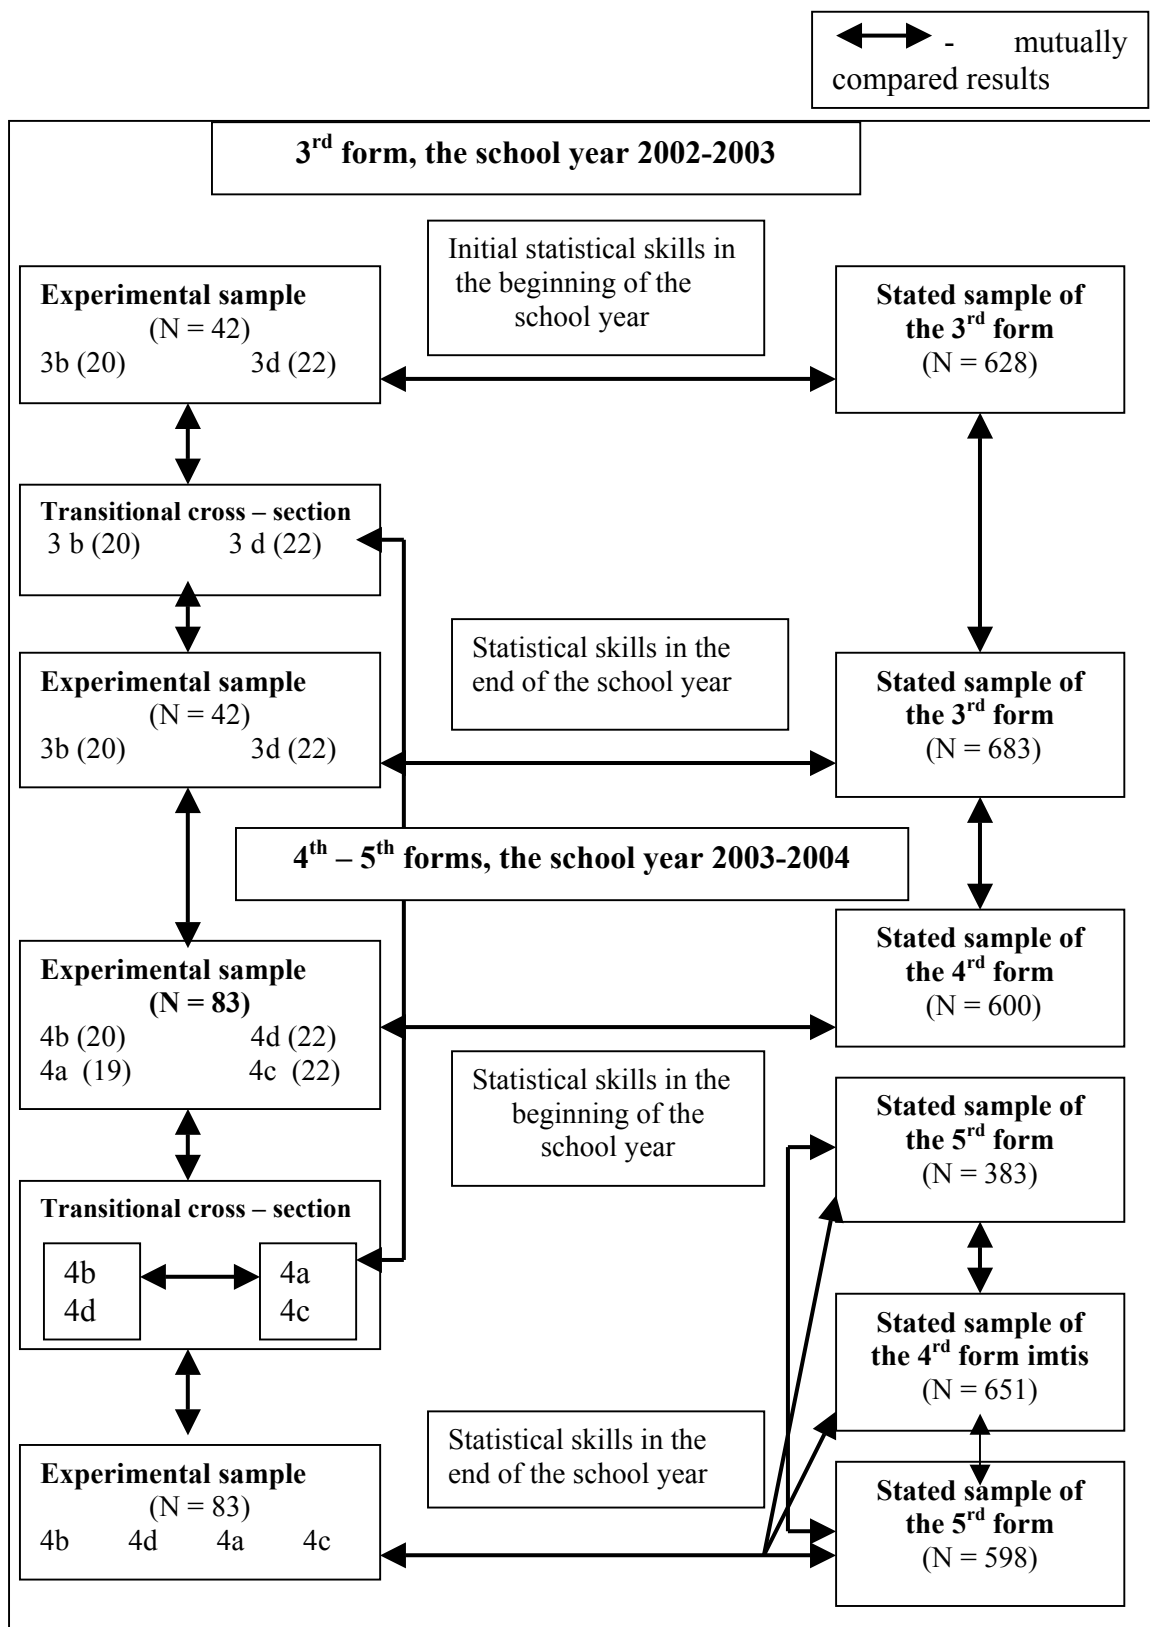 - mutually
compared results
3rd form, the school year 2002-2003
Initial statistical skills in
the beginning of the
school year
Experimental sample
(N = 42)
3b (20) 3d (22)
Stated sample of
the 3rd form
(N = 628)
Transitional cross – section
3 b (20) 3 d (22)
Statistical skills in the
end of the school year
Experimental sample
(N = 42)
3b (20) 3d (22)
Stated sample of
the 3rd form
(N = 683)
4th – 5th forms, the school year 2003-2004
Experimental sample
(N = 83)
4b (20) 4d (22)
4a (19) 4c (22)
Stated sample of
the 4rd form
(N = 600)
Statistical skills in the
beginning of the
school year
Stated sample of
the 5rd form
(N = 383)
Transitional cross – section
4b
4d
4a
4c
Stated sample of
the 4rd form imtis
(N = 651)
Statistical skills in the
end of the school year
Experimental sample
(N = 83)
4b 4d 4a 4c
Stated sample of
the 5rd form
(N = 598)